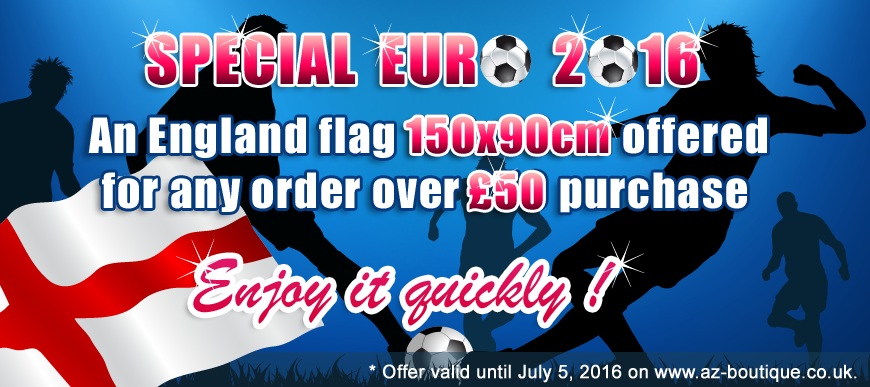 SPECIAL EURO 2016
An England flag 150x90cm offered
for any order over £50 purchase
Enjoy it quickly !
* Offer valid until July 5, 2016 on www.az-boutique.co.uk.